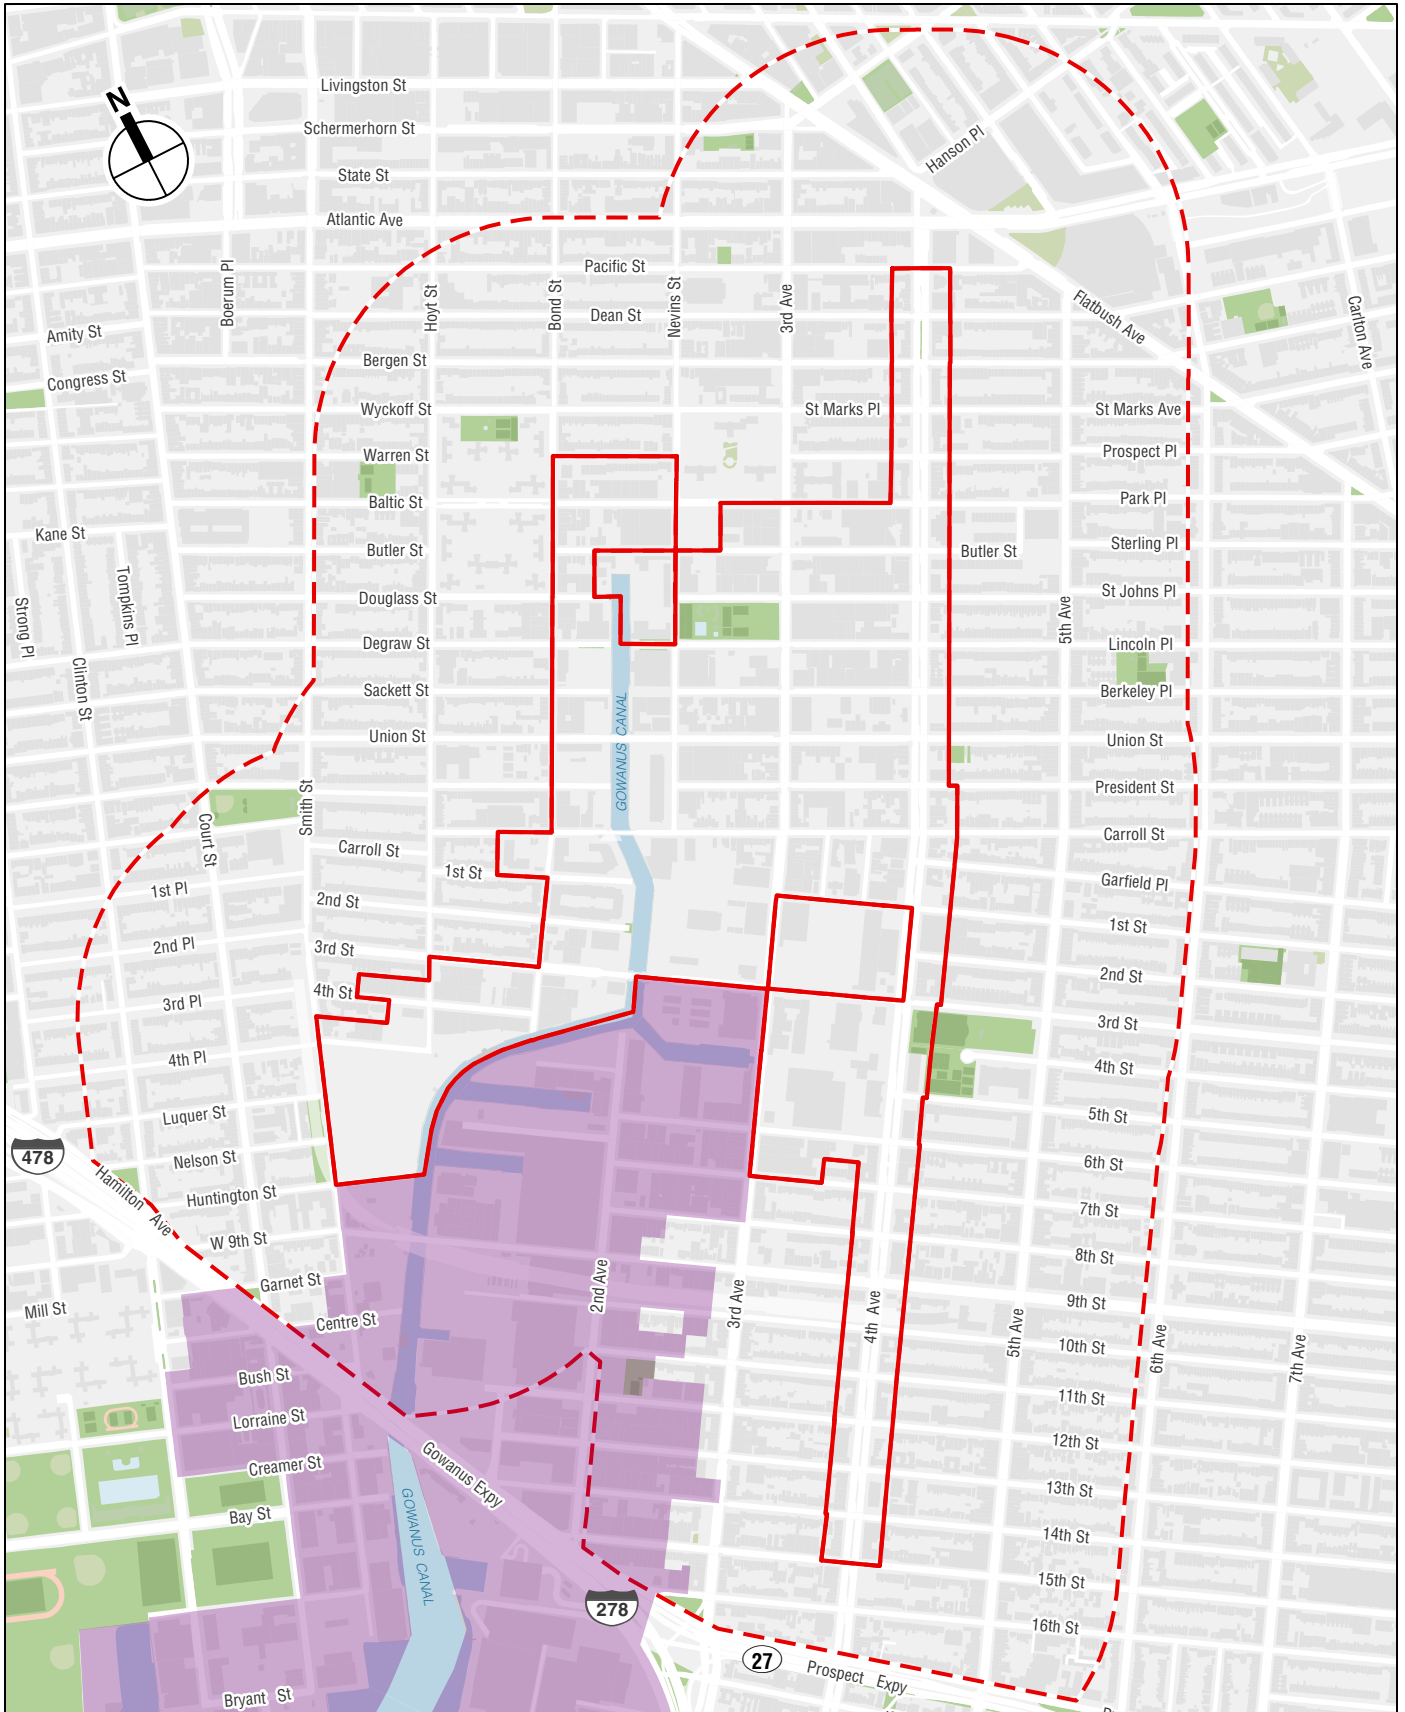 N
Livingston St
Schermerhorn St
State St
Atlantic Ave
Hanson Pl
Pacific St
Dean St
Boerum Pl
Hoyt St
Bond St
Nevins St
3rd Ave
Flatbush Ave
Carlton Ave
Amity St
Congress St
Bergen St
Wyckoff St
St Marks Pl
St Marks Ave
Warren St
Prospect Pl
Baltic St
Park Pl
Kane St
Butler St
Butler St
Sterling Pl
Strong Pl
Tompkins Pl
Douglass St
5th Ave
St Johns Pl
Degraw St
Lincoln Pl
Clinton St
Sackett St
Berkeley Pl
GOWANUS CANAL
Union St
Union St
Smith St
President St
Court St
Carroll St
Carroll St
1st St
Garfield Pl
1st Pl
2nd St
1st St
2nd Pl
3rd St
2nd St
3rd Pl
4th St
3rd St
4th Pl
4th St
Luquer St
5th St
478
Nelson St
6th St
Hamilton Ave
Huntington St
7th St
W 9th St
8th St
Garnet St
2nd Ave
3rd Ave
4th Ave
5th Ave
6th Ave
7th Ave
9th St
Mill St
Centre St
10th St
Bush St
11th St
Lorraine St
12th St
Creamer St
Gowanus Expy
13th St
Bay St
GOWANUS CANAL
14th St
15th St
278
16th St
27
Prospect Expy
Bryant St